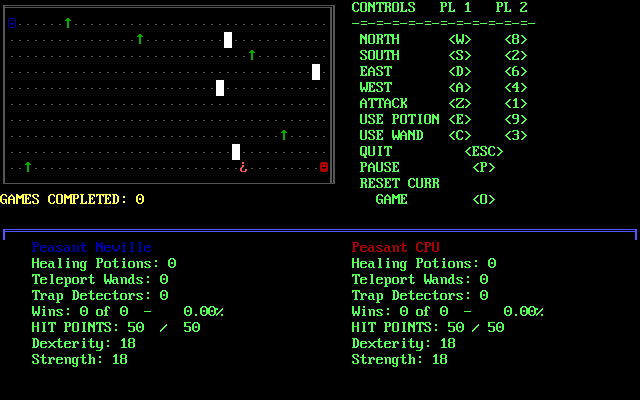 CONTROLS PL 1 PL 2
-=-=-=-=-=-=-=-=-=-=-=-
NORTH <W> <8>
SOUTH <S> <2>
EAST <D> <6>
WEST <A> <4>
ATTACK <Z> <1>
USE POTION <E> <9>
USE WAND <C> <3>
QUIT <ESC>
PAUSE <P>
RESET CURR
GAME <O>
GAMES COMPLETED: 0
Peasant Neville
Healing Potions: 0
Teleport Wands: 0
Trap Detectors: 0
Wins: 0 of 0 - 0.00%
HIT POINTS: 50 / 50
Dexterity: 18
Strength: 18
Peasant CPU
Healing Potions: 0
Teleport Wands: 0
Trap Detectors: 0
Wins: 0 of 0 - 0.00%
HIT POINTS: 50 / 50
Dexterity: 18
Strength: 18